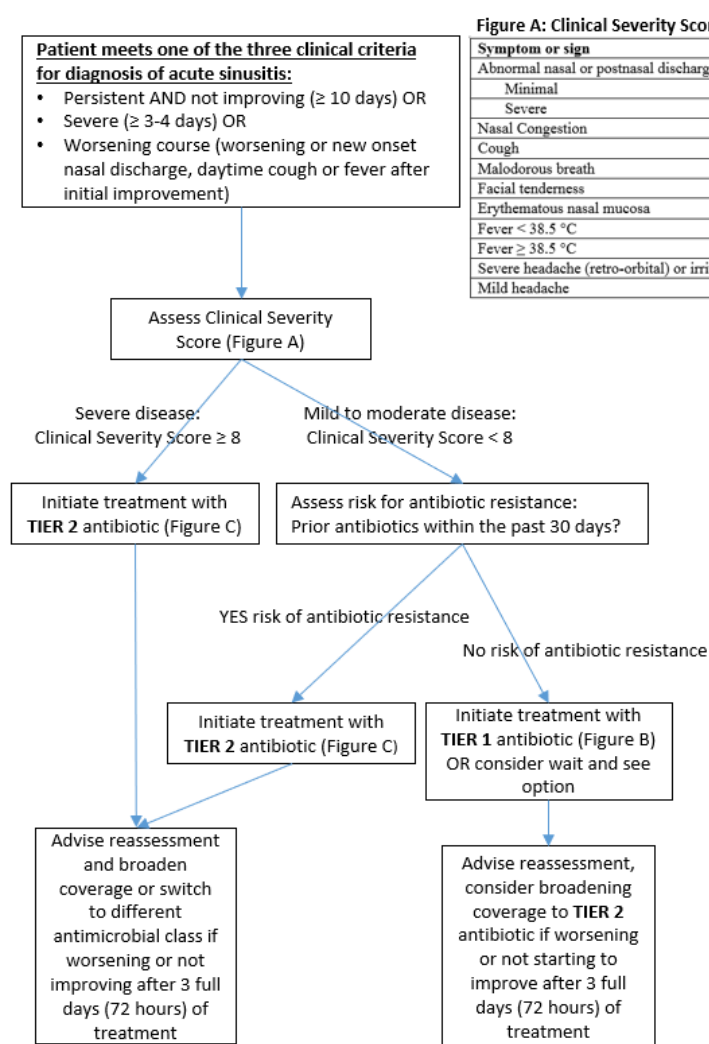 Patient meets one of the three clinical criteria
for diagnosis of acute sinusitis:
• Persistent AND not improving (≥ 10 days) OR
• Severe (≥ 3-4 days) OR
• Worsening course (worsening or new onset
nasal discharge, daytime cough or fever after
initial improvement)
Figure A: Clinical Severity Scor
Symptom or sign
Abnormal nasal or postnasal discharg
Minimal
Severe
Nasal Congestion
Cough
Malodorous breath
Facial tenderness
Erythematous nasal mucosa
Fever < 38.5 °C
Fever ≥ 38.5 °C
Severe headache (retro-orbital) or irri
Mild headache
Assess Clinical Severity
Score (Figure A)
Severe disease:
Clinical Severity Score ≥ 8
Mild to moderate disease:
Clinical Severity Score < 8
Initiate treatment with
TIER 2 antibiotic (Figure C)
Assess risk for antibiotic resistance:
Prior antibiotics within the past 30 days?
YES risk of antibiotic resistance
No risk of antibiotic resistance
Initiate treatment with
TIER 2 antibiotic (Figure C)
Initiate treatment with
TIER 1 antibiotic (Figure B)
OR consider wait and see
option
Advise reassessment
and broaden
coverage or switch
to different
antimicrobial class if
worsening or not
improving after 3 full
days (72 hours) of
treatment
Advise reassessment,
consider broadening
coverage to TIER 2
antibiotic if worsening
or not starting to
improve after 3 full
days (72 hours) of
treatment